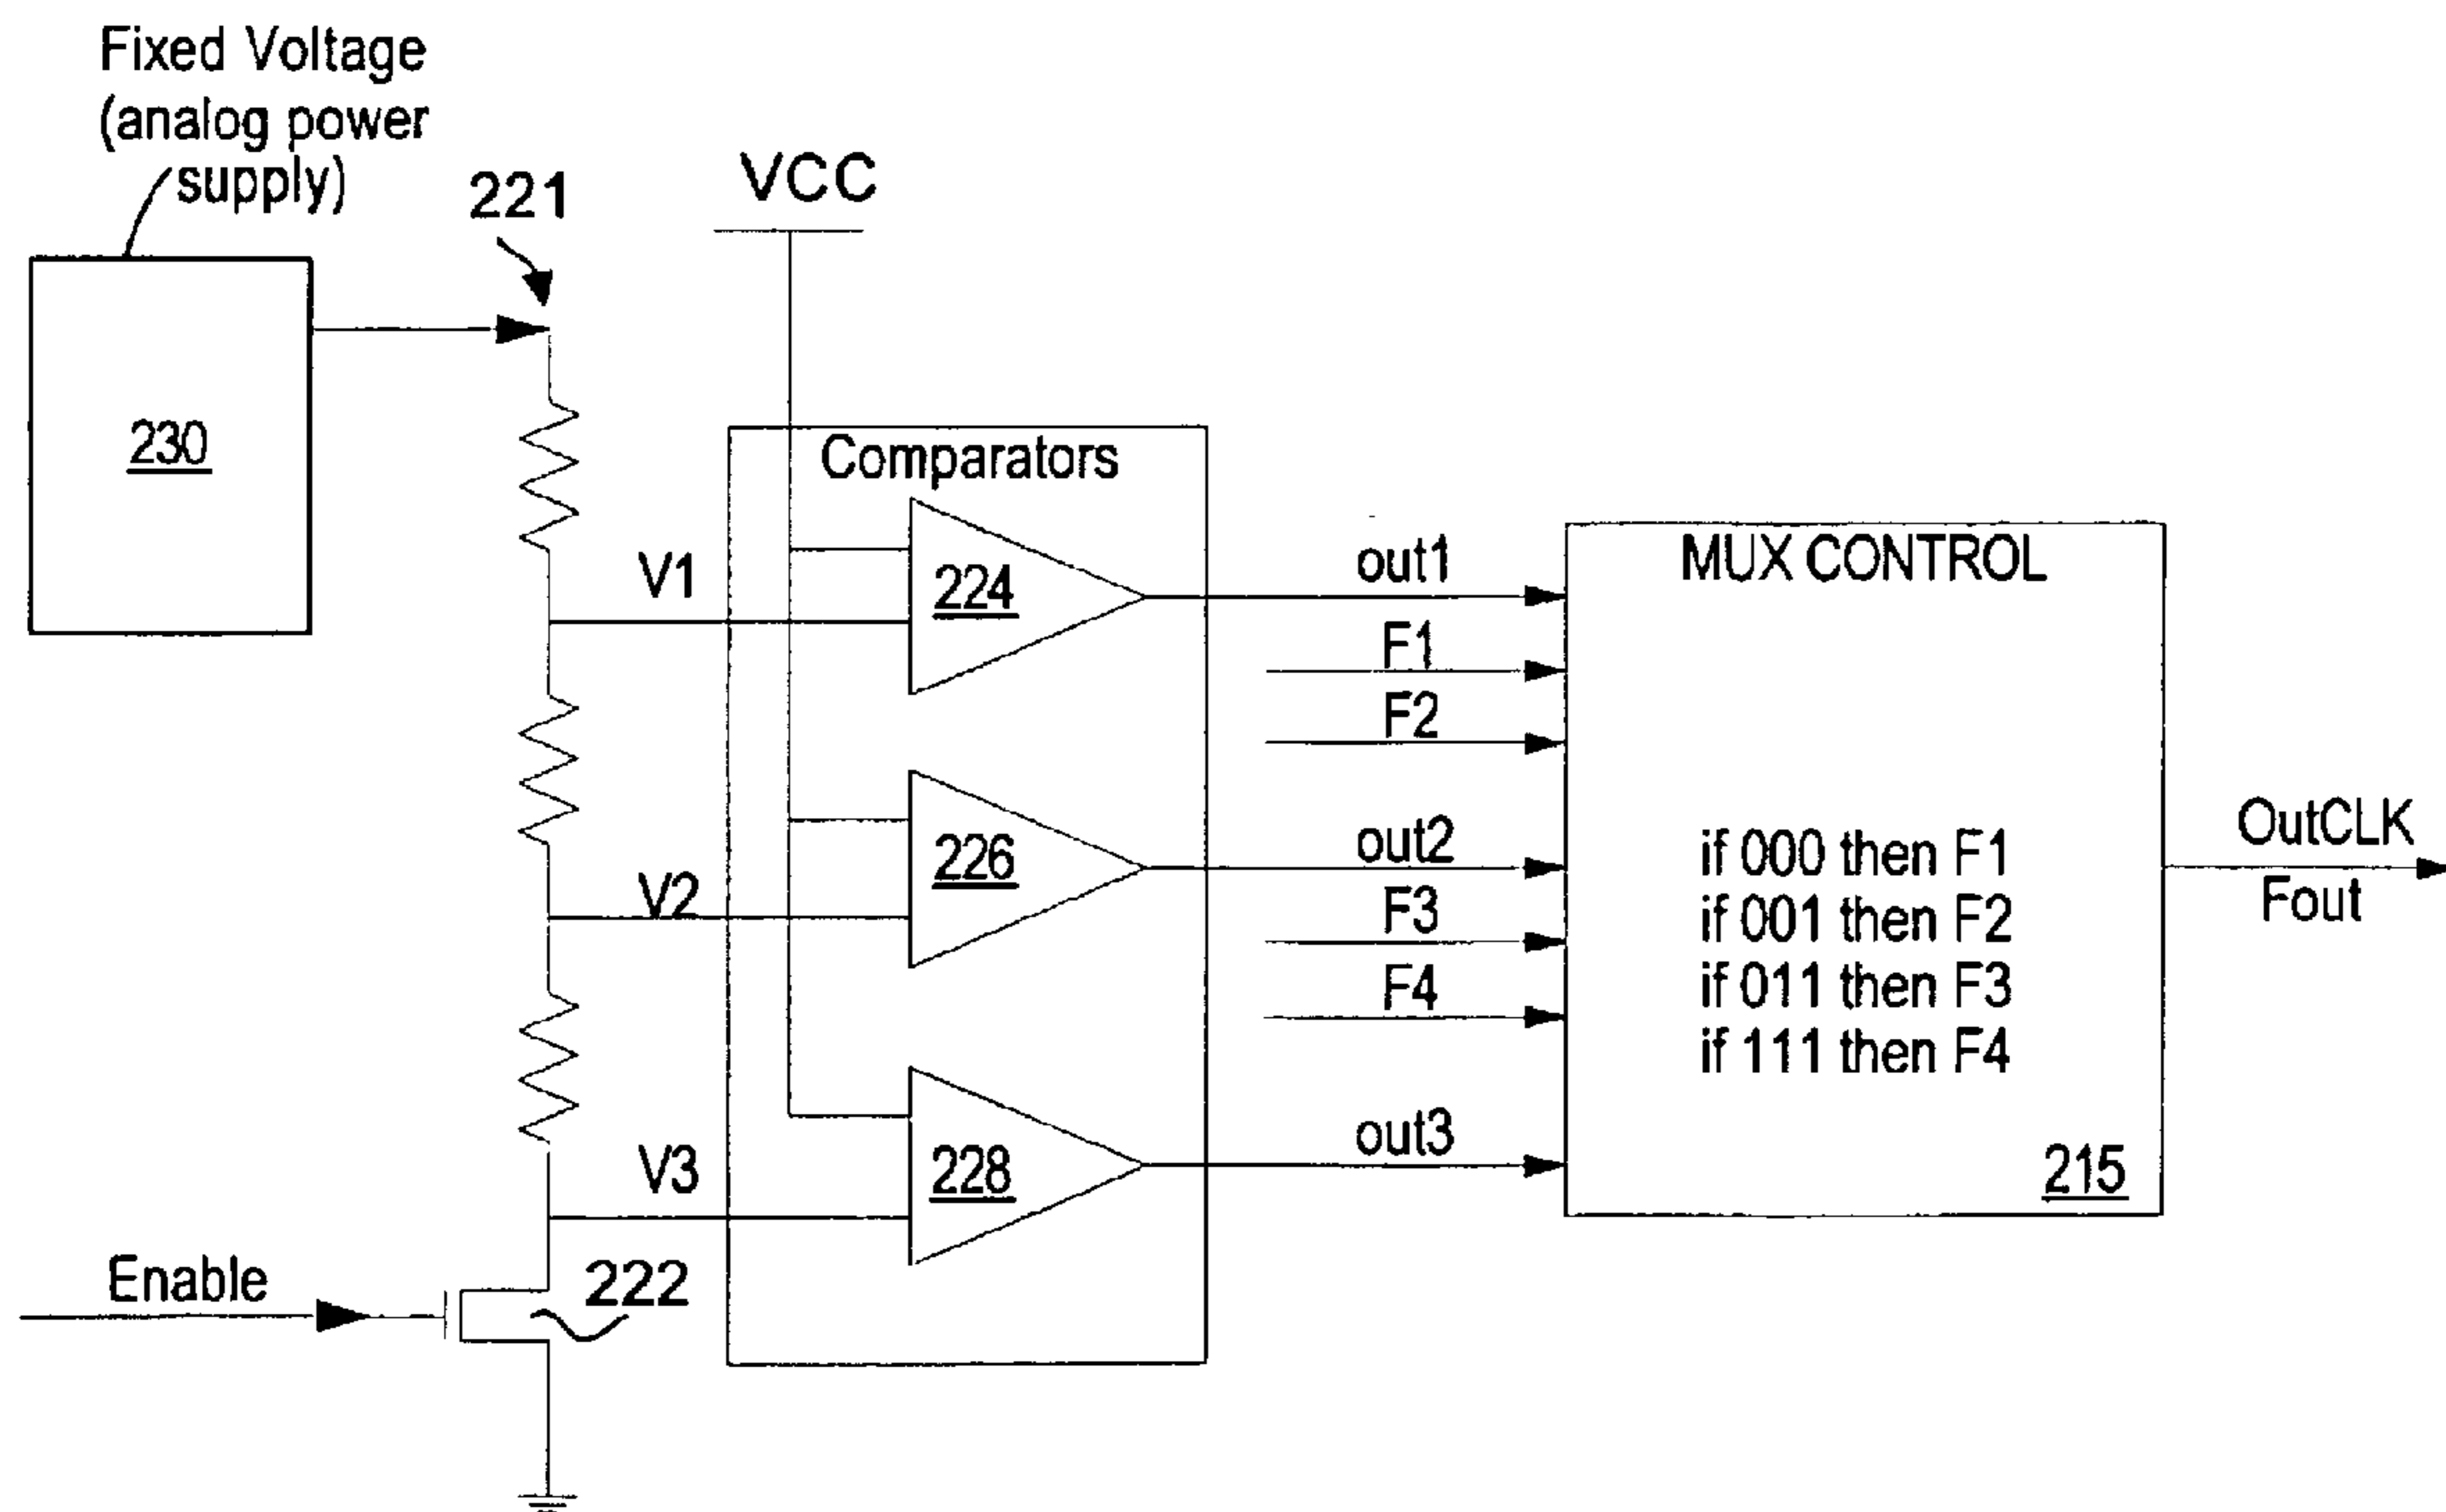 Fixed Voltage
(analog power
supply)
221
VCC
230
Comparators
V1
224
out1
MUX CONTROL
F1
F2
V2
226
out2
F3
F4
if 000 then F1
if 001 then F2
if 011 then F3
if 111 then F4
OutCLK
Fout
V3
228
out3
215
Enable
222